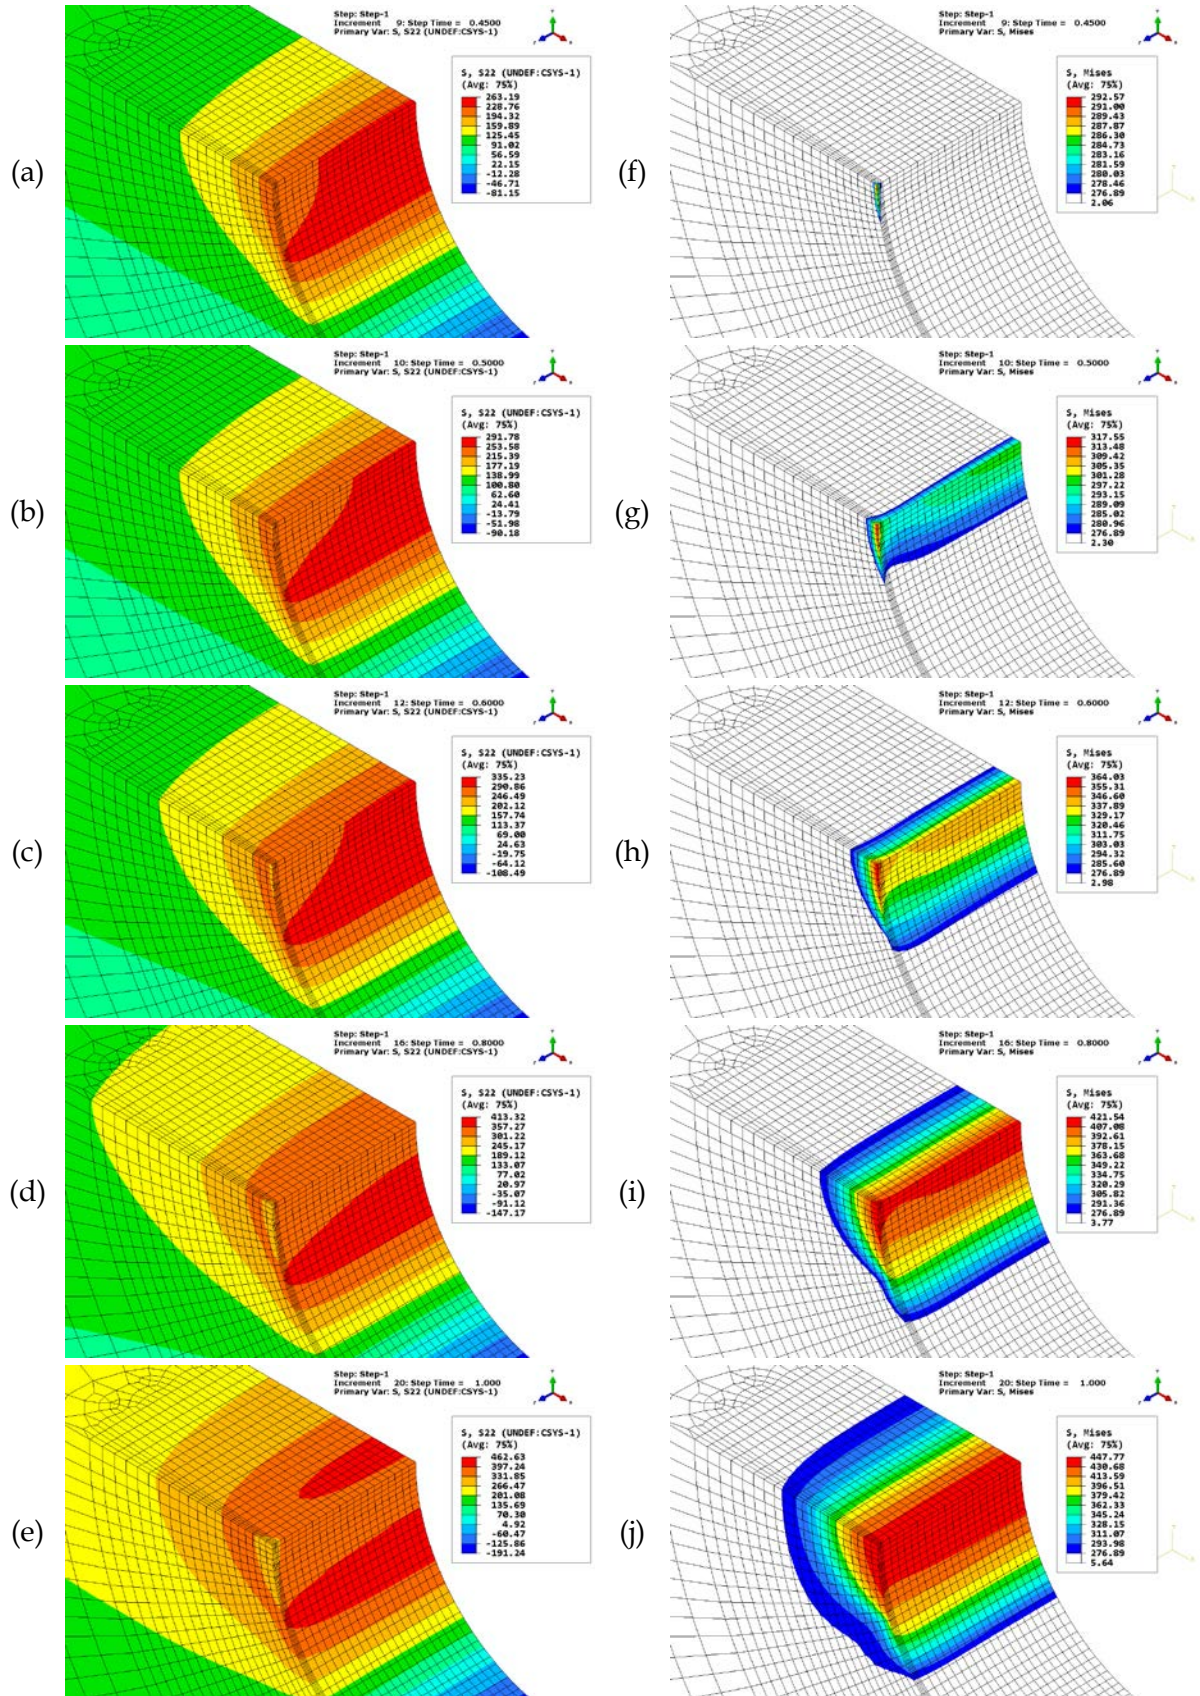 (a)
Step: Step-1
Increment 9: Step Time = 0.4500
Primary Var: S, S22 (UNDEF:CSYS-1)
S, S22 (UNDEF:CSYS-1)
(Avg: 75%)
263.19
228.76
194.32
159.89
125.45
91.02
56.59
22.15
-12.28
-46.71
-81.15
(f)
Step: Step-1
Increment 9: Step Time = 0.4500
Primary Var: S, Mises
S, Mises
(Avg: 75%)
292.57
291.00
289.43
287.87
286.30
284.73
283.16
281.59
280.03
278.46
276.89
2.06
(b)
Step: Step-1
Increment 10: Step Time = 0.5000
Primary Var: S, S22 (UNDEF:CSYS-1)
S, S22 (UNDEF:CSYS-1)
(Avg: 75%)
291.78
253.58
215.39
177.19
138.99
100.80
62.60
24.41
-13.79
-51.98
-90.18
(g)
Step: Step-1
Increment 10: Step Time = 0.5000
Primary Var: S, Mises
S, Mises
(Avg: 75%)
317.55
313.48
309.42
305.35
301.28
297.22
293.15
289.09
285.02
280.96
276.89
2.30
(c)
Step: Step-1
Increment 12: Step Time = 0.6000
Primary Var: S, S22 (UNDEF:CSYS-1)
S, S22 (UNDEF:CSYS-1)
(Avg: 75%)
335.23
290.86
246.49
202.12
157.74
113.37
69.00
24.63
-19.75
-64.12
-108.49
(h)
Step: Step-1
Increment 12: Step Time = 0.6000
Primary Var: S, Mises
S, Mises
(Avg: 75%)
364.03
355.31
346.60
337.89
329.17
320.46
311.75
303.03
294.32
285.60
276.89
2.98
(d)
Step: Step-1
Increment 16: Step Time = 0.8000
Primary Var: S, S22 (UNDEF:CSYS-1)
S, S22 (UNDEF:CSYS-1)
(Avg: 75%)
413.32
357.27
301.22
245.17
189.12
133.07
77.02
20.97
-35.07
-91.12
-147.17
(i)
Step: Step-1
Increment 16: Step Time = 0.8000
Primary Var: S, Mises
S, Mises
(Avg: 75%)
421.54
407.08
392.61
378.15
363.68
349.22
334.75
320.29
305.82
291.36
276.89
3.77
(e)
Step: Step-1
Increment 20: Step Time = 1.000
Primary Var: S, S22 (UNDEF:CSYS-1)
S, S22 (UNDEF:CSYS-1)
(Avg: 75%)
462.63
397.24
331.85
266.47
201.08
135.69
70.30
4.92
-60.47
-125.86
-191.24
(j)
Step: Step-1
Increment 20: Step Time = 1.000
Primary Var: S, Mises
S, Mises
(Avg: 75%)
447.77
430.68
413.59
396.51
379.42
362.33
345.24
328.15
311.07
293.98
276.89
5.64